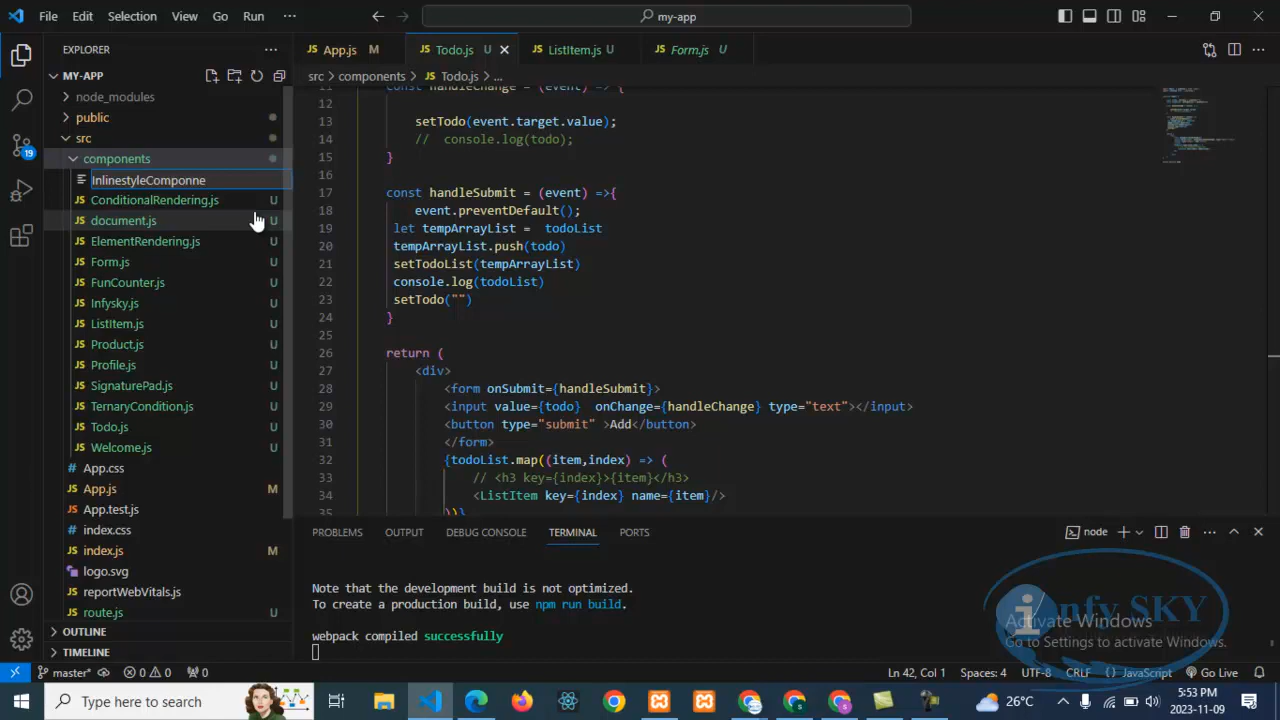 File Edit Selection View Go Run ··· my-app
EXPLORER ···
App.js M
Todo.js U
ListItem.js U
Form.js U
MY-APP
src > components > Todo.js > ...
node_modules
public
src
components
InlinestyleComponne
ConditionalRendering.js U
document.js U
ElementRendering.js U
Form.js U
FunCounter.js U
Infysky.js U
ListItem.js U
Product.js U
Profile.js U
SignaturePad.js U
TernaryCondition.js U
Todo.js U
Welcome.js U
App.css
App.js M
App.test.js
index.css
index.js M
logo.svg
reportWebVitals.js
route.js U
OUTLINE
TIMELINE
11 const handleChange = (event) => {
12
13 setTodo(event.target.value);
14 // console.log(todo);
15 }
16
17 const handleSubmit = (event) =>{
18 event.preventDefault();
19 let tempArrayList = todoList
20 tempArrayList.push(todo)
21 setTodoList(tempArrayList)
22 console.log(todoList)
23 setTodo("")
24 }
25
26 return (
27 <div>
28 <form onSubmit={handleSubmit}>
29 <input value={todo} onChange={handleChange} type="text"></input>
30 <button type="submit" >Add</button>
31 </form>
32 {todoList.map((item,index) => (
33 // <h3 key={index}>{item}</h3>
34 <ListItem key={index} name={item}/>
35 ))}
PROBLEMS OUTPUT DEBUG CONSOLE TERMINAL PORTS node
Note that the development build is not optimized.
To create a production build, use npm run build.
webpack compiled successfully
infy SKY
Activate Windows
Go to Settings to activate Windows.
19
master* 0 0 0 Ln 42, Col 1 Spaces: 4 UTF-8 CRLF {} JavaScript Go Live
Type here to search
26°C
5:53 PM
2023-11-09